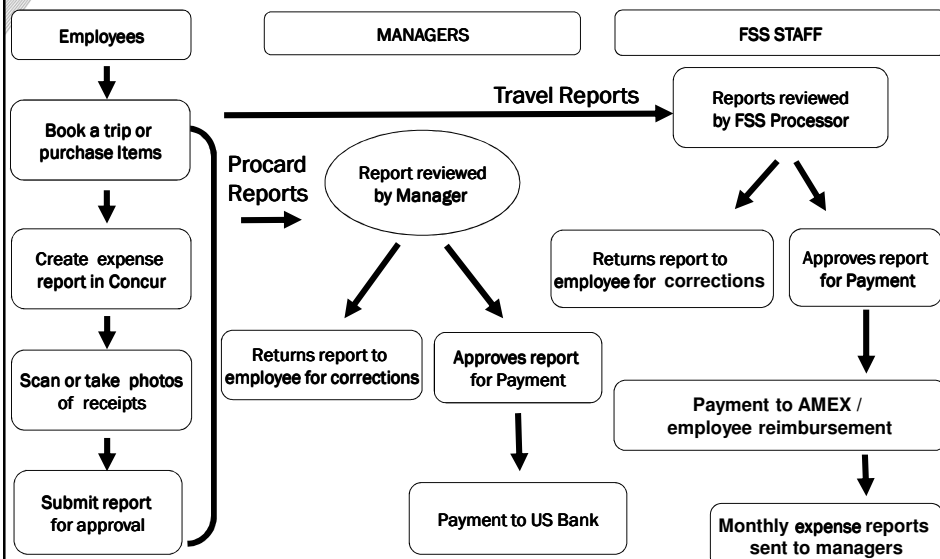 Employees
MANAGERS
FSS STAFF
Book a trip or
purchase Items
Create expense
report in Concur
Scan or take photos
of receipts
Submit report
for approval
Procard
Reports
Report reviewed
by Manager
Returns report to
employee for corrections
Approves report
for Payment
Payment to US Bank
Travel Reports
Reports reviewed
by FSS Processor
Returns report to
employee for corrections
Approves report
for Payment
Payment to AMEX /
employee reimbursement
Monthly expense reports
sent to managers